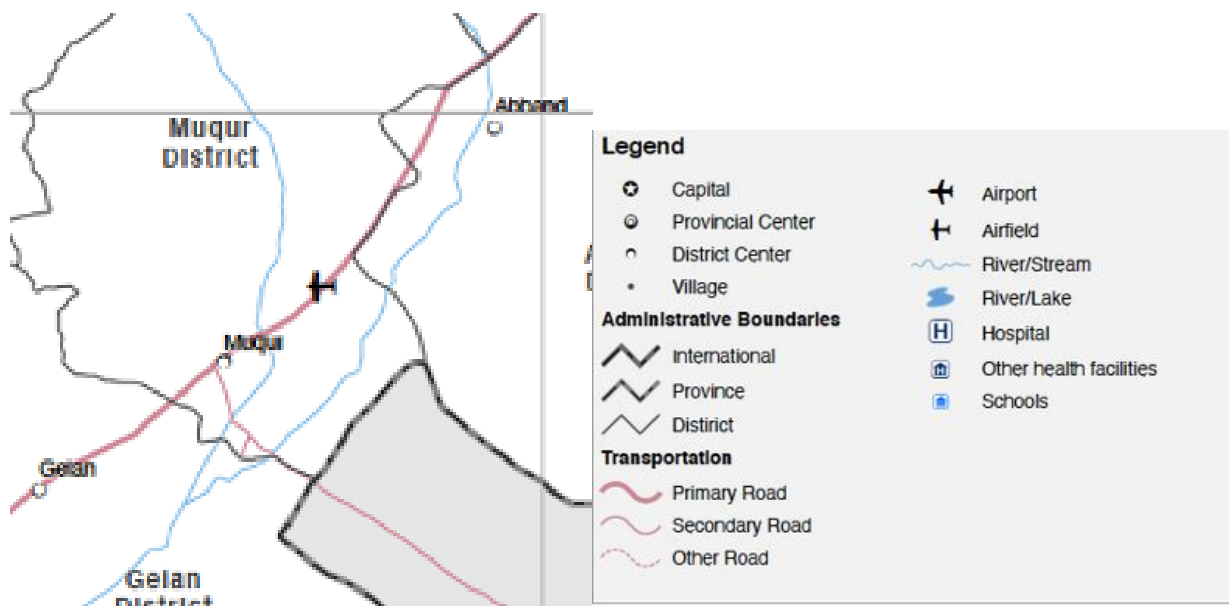 Abband
Muqur
District
Muqur
Gelan
Gelan
District
Legend
Capital
Provincial Center
District Center
Village
Administrative Boundaries
International
Province
Distirict
Transportation
Primary Road
Secondary Road
Other Road
Airport
Airfield
River/Stream
River/Lake
H Hospital
Other health facilities
Schools